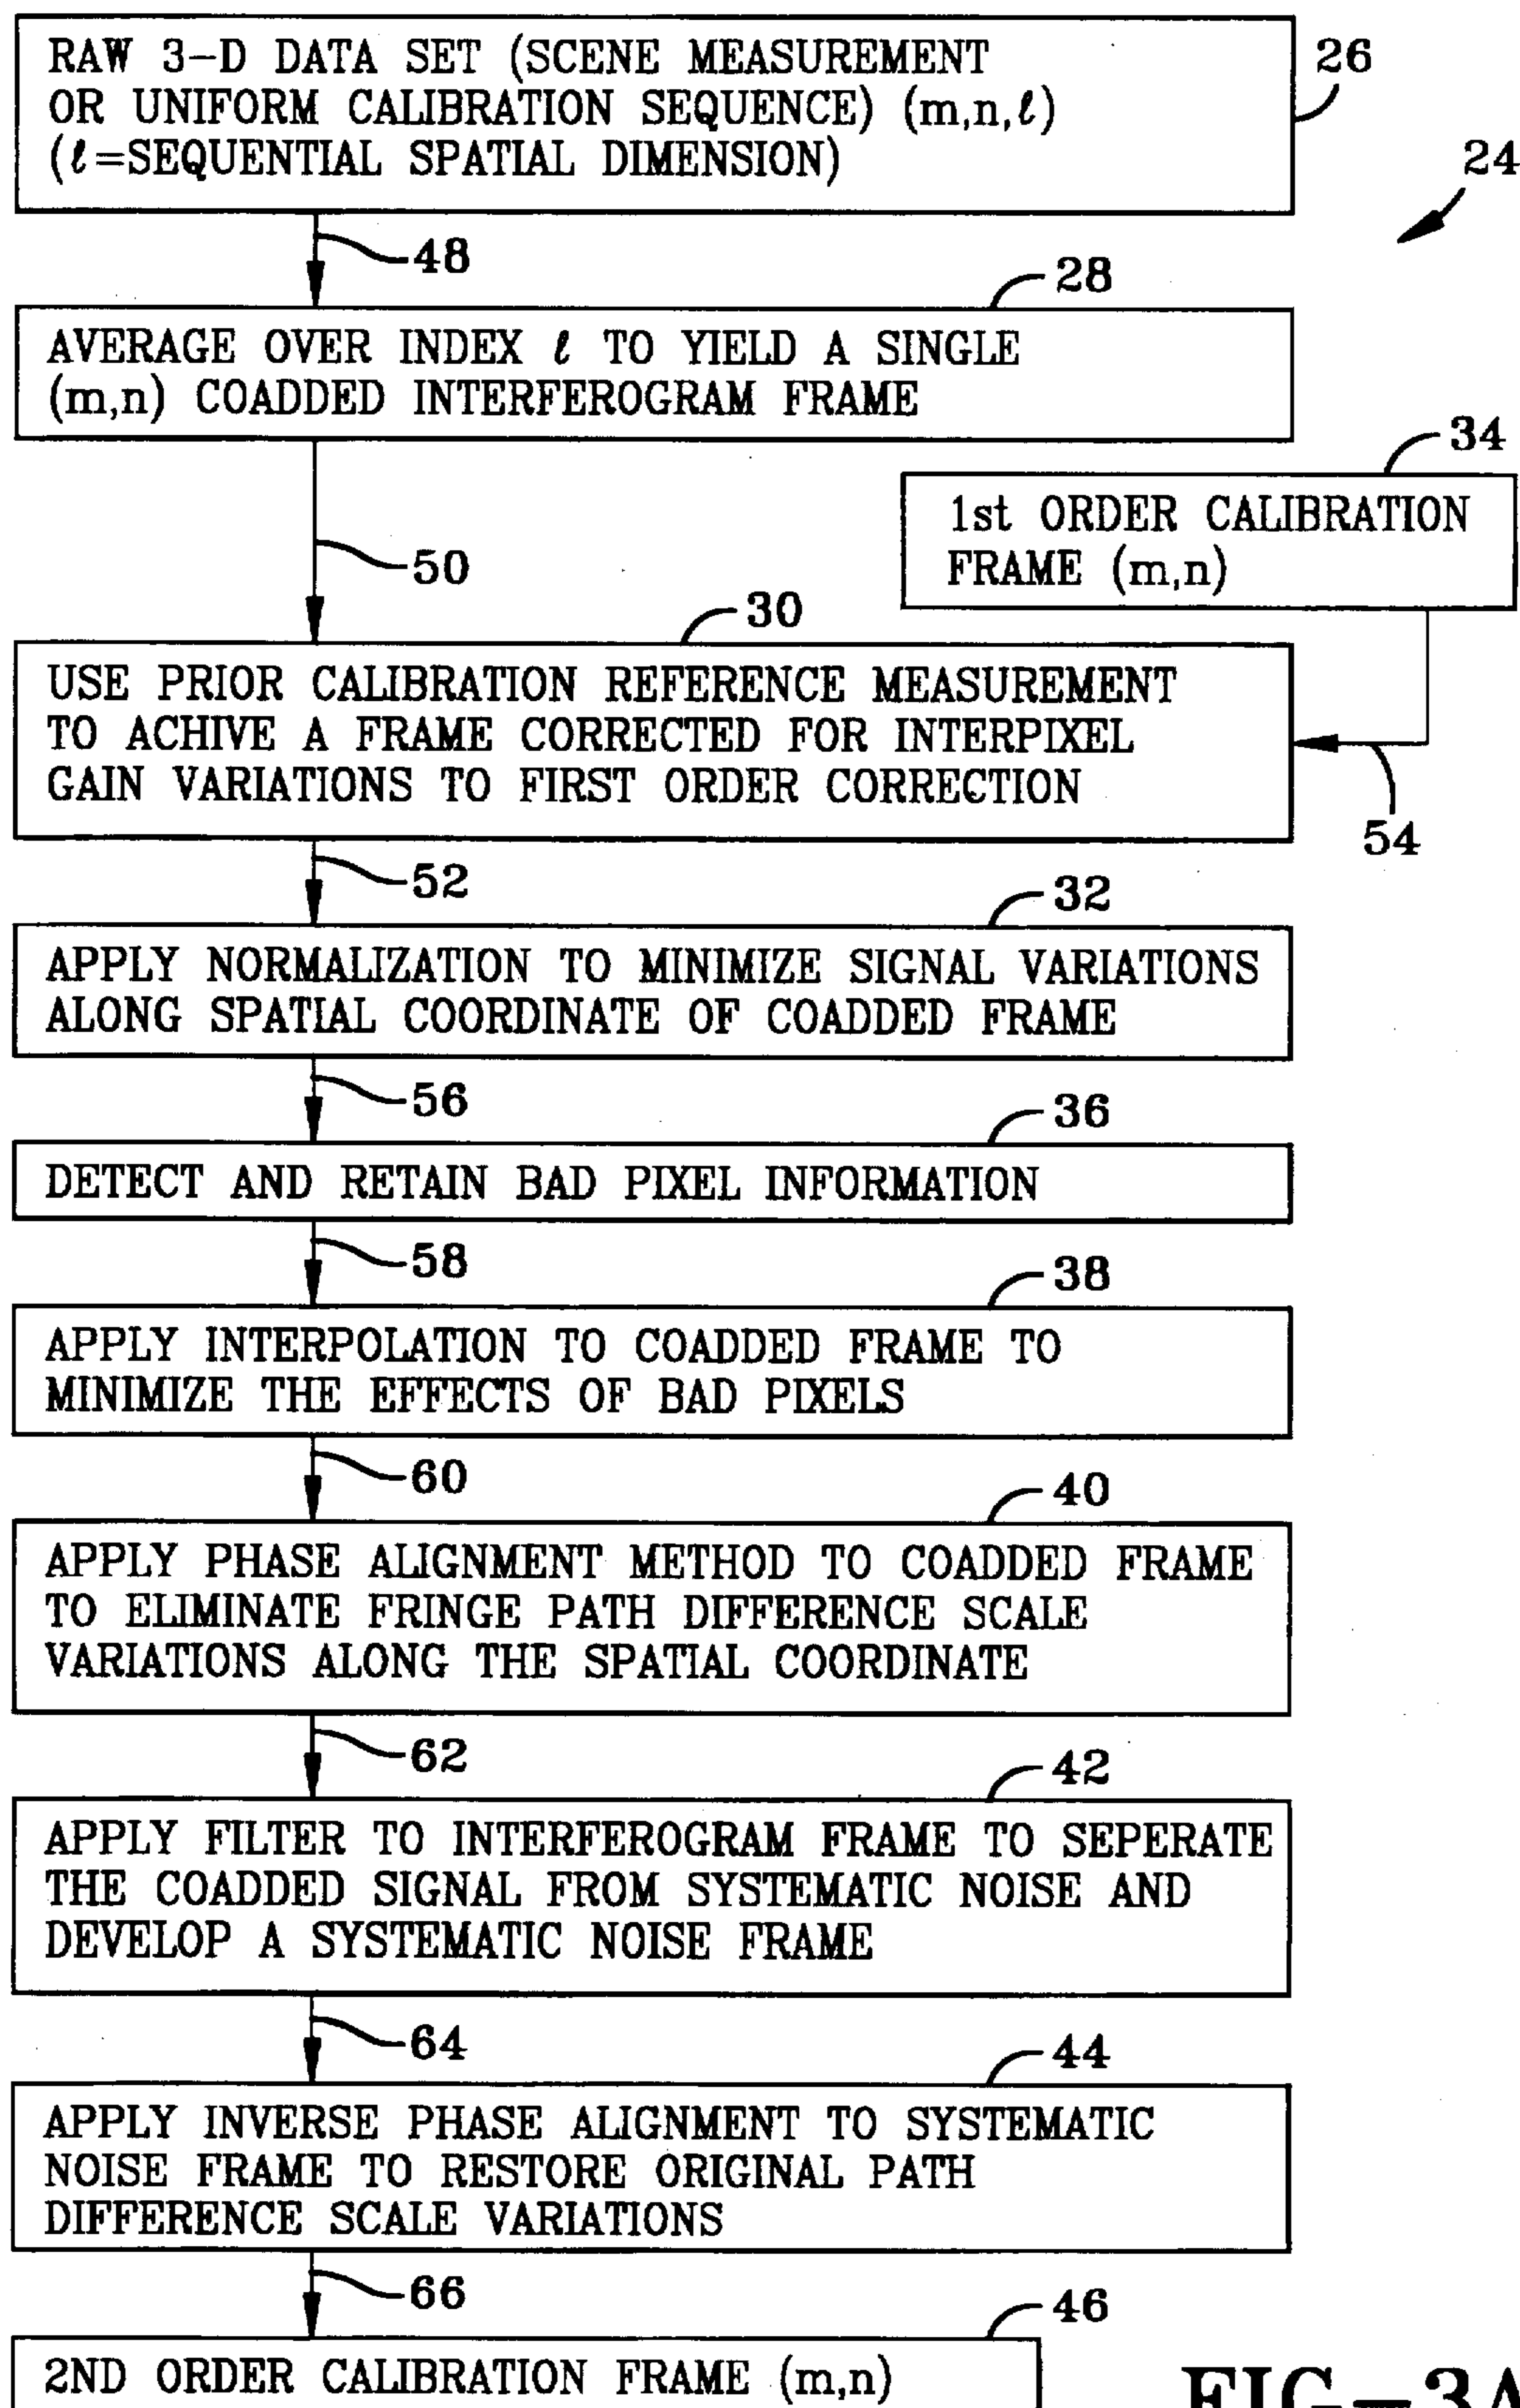 RAW 3-D DATA SET (SCENE MEASUREMENT
OR UNIFORM CALIBRATION SEQUENCE) (m,n,ℓ)
(ℓ=SEQUENTIAL SPATIAL DIMENSION)
26
24
48
28
AVERAGE OVER INDEX ℓ TO YIELD A SINGLE
(m,n) COADDED INTERFEROGRAM FRAME
34
1st ORDER CALIBRATION
FRAME (m,n)
50
30
USE PRIOR CALIBRATION REFERENCE MEASUREMENT
TO ACHIVE A FRAME CORRECTED FOR INTERPIXEL
GAIN VARIATIONS TO FIRST ORDER CORRECTION
54
52
32
APPLY NORMALIZATION TO MINIMIZE SIGNAL VARIATIONS
ALONG SPATIAL COORDINATE OF COADDED FRAME
56
36
DETECT AND RETAIN BAD PIXEL INFORMATION
58
38
APPLY INTERPOLATION TO COADDED FRAME TO
MINIMIZE THE EFFECTS OF BAD PIXELS
60
40
APPLY PHASE ALIGNMENT METHOD TO COADDED FRAME
TO ELIMINATE FRINGE PATH DIFFERENCE SCALE
VARIATIONS ALONG THE SPATIAL COORDINATE
62
42
APPLY FILTER TO INTERFEROGRAM FRAME TO SEPERATE
THE COADDED SIGNAL FROM SYSTEMATIC NOISE AND
DEVELOP A SYSTEMATIC NOISE FRAME
64
44
APPLY INVERSE PHASE ALIGNMENT TO SYSTEMATIC
NOISE FRAME TO RESTORE ORIGINAL PATH
DIFFERENCE SCALE VARIATIONS
66
46
2ND ORDER CALIBRATION FRAME (m,n)
FIG-3A